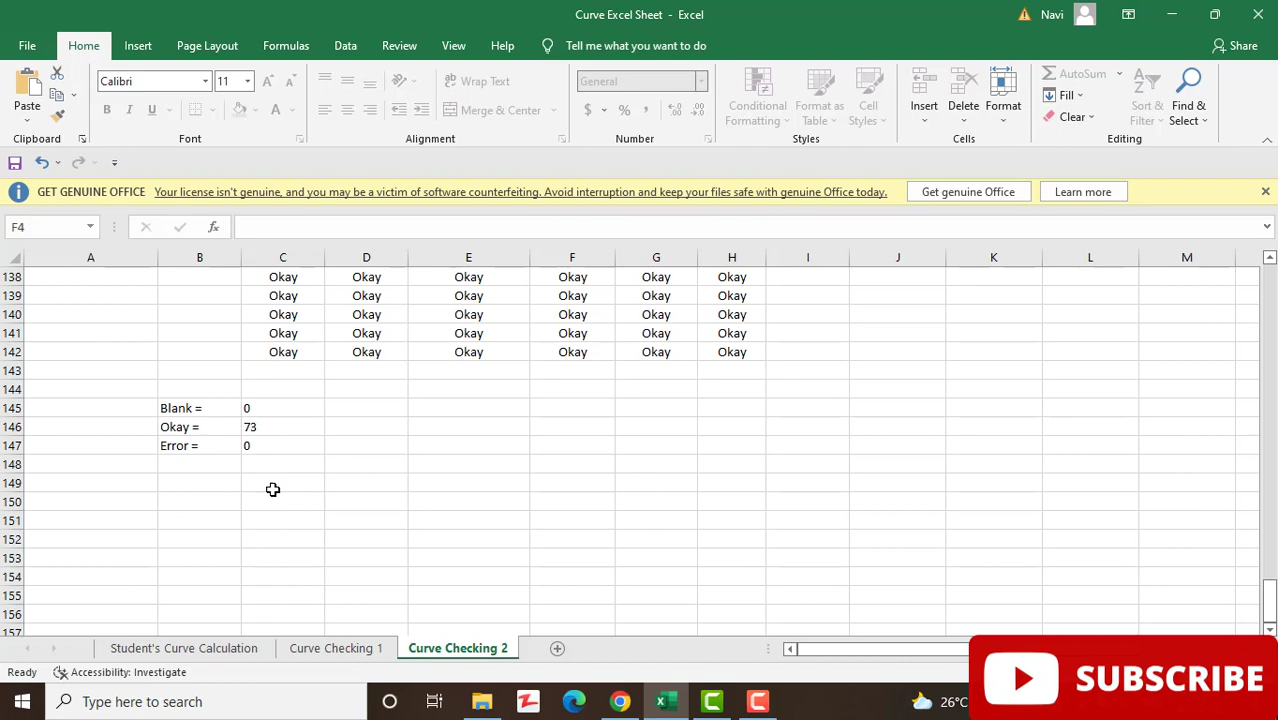 Curve Excel Sheet - Excel
Navi
File Home Insert Page Layout Formulas Data Review View Help Tell me what you want to do Share
Paste
Calibri 11
B I U A
Wrap Text
Merge & Center
General
$ % ,
Conditional Formatting
Format as Table
Cell Styles
Insert Delete Format
AutoSum
Fill
Clear
Sort & Filter
Find & Select
Clipboard Font Alignment Number Styles Cells Editing
GET GENUINE OFFICE Your license isn't genuine, and you may be a victim of software counterfeiting. Avoid interruption and keep your files safe with genuine Office today. Get genuine Office Learn more
F4 fx
A B C D E F G H I J K L M
138 Okay Okay Okay Okay Okay Okay
139 Okay Okay Okay Okay Okay Okay
140 Okay Okay Okay Okay Okay Okay
141 Okay Okay Okay Okay Okay Okay
142 Okay Okay Okay Okay Okay Okay
143
144
145 Blank = 0
146 Okay = 73
147 Error = 0
148
149
150
151
152
153
154
155
156
157
Student's Curve Calculation Curve Checking 1 Curve Checking 2
Ready Accessibility: Investigate
Type here to search
26°C
SUBSCRIBE